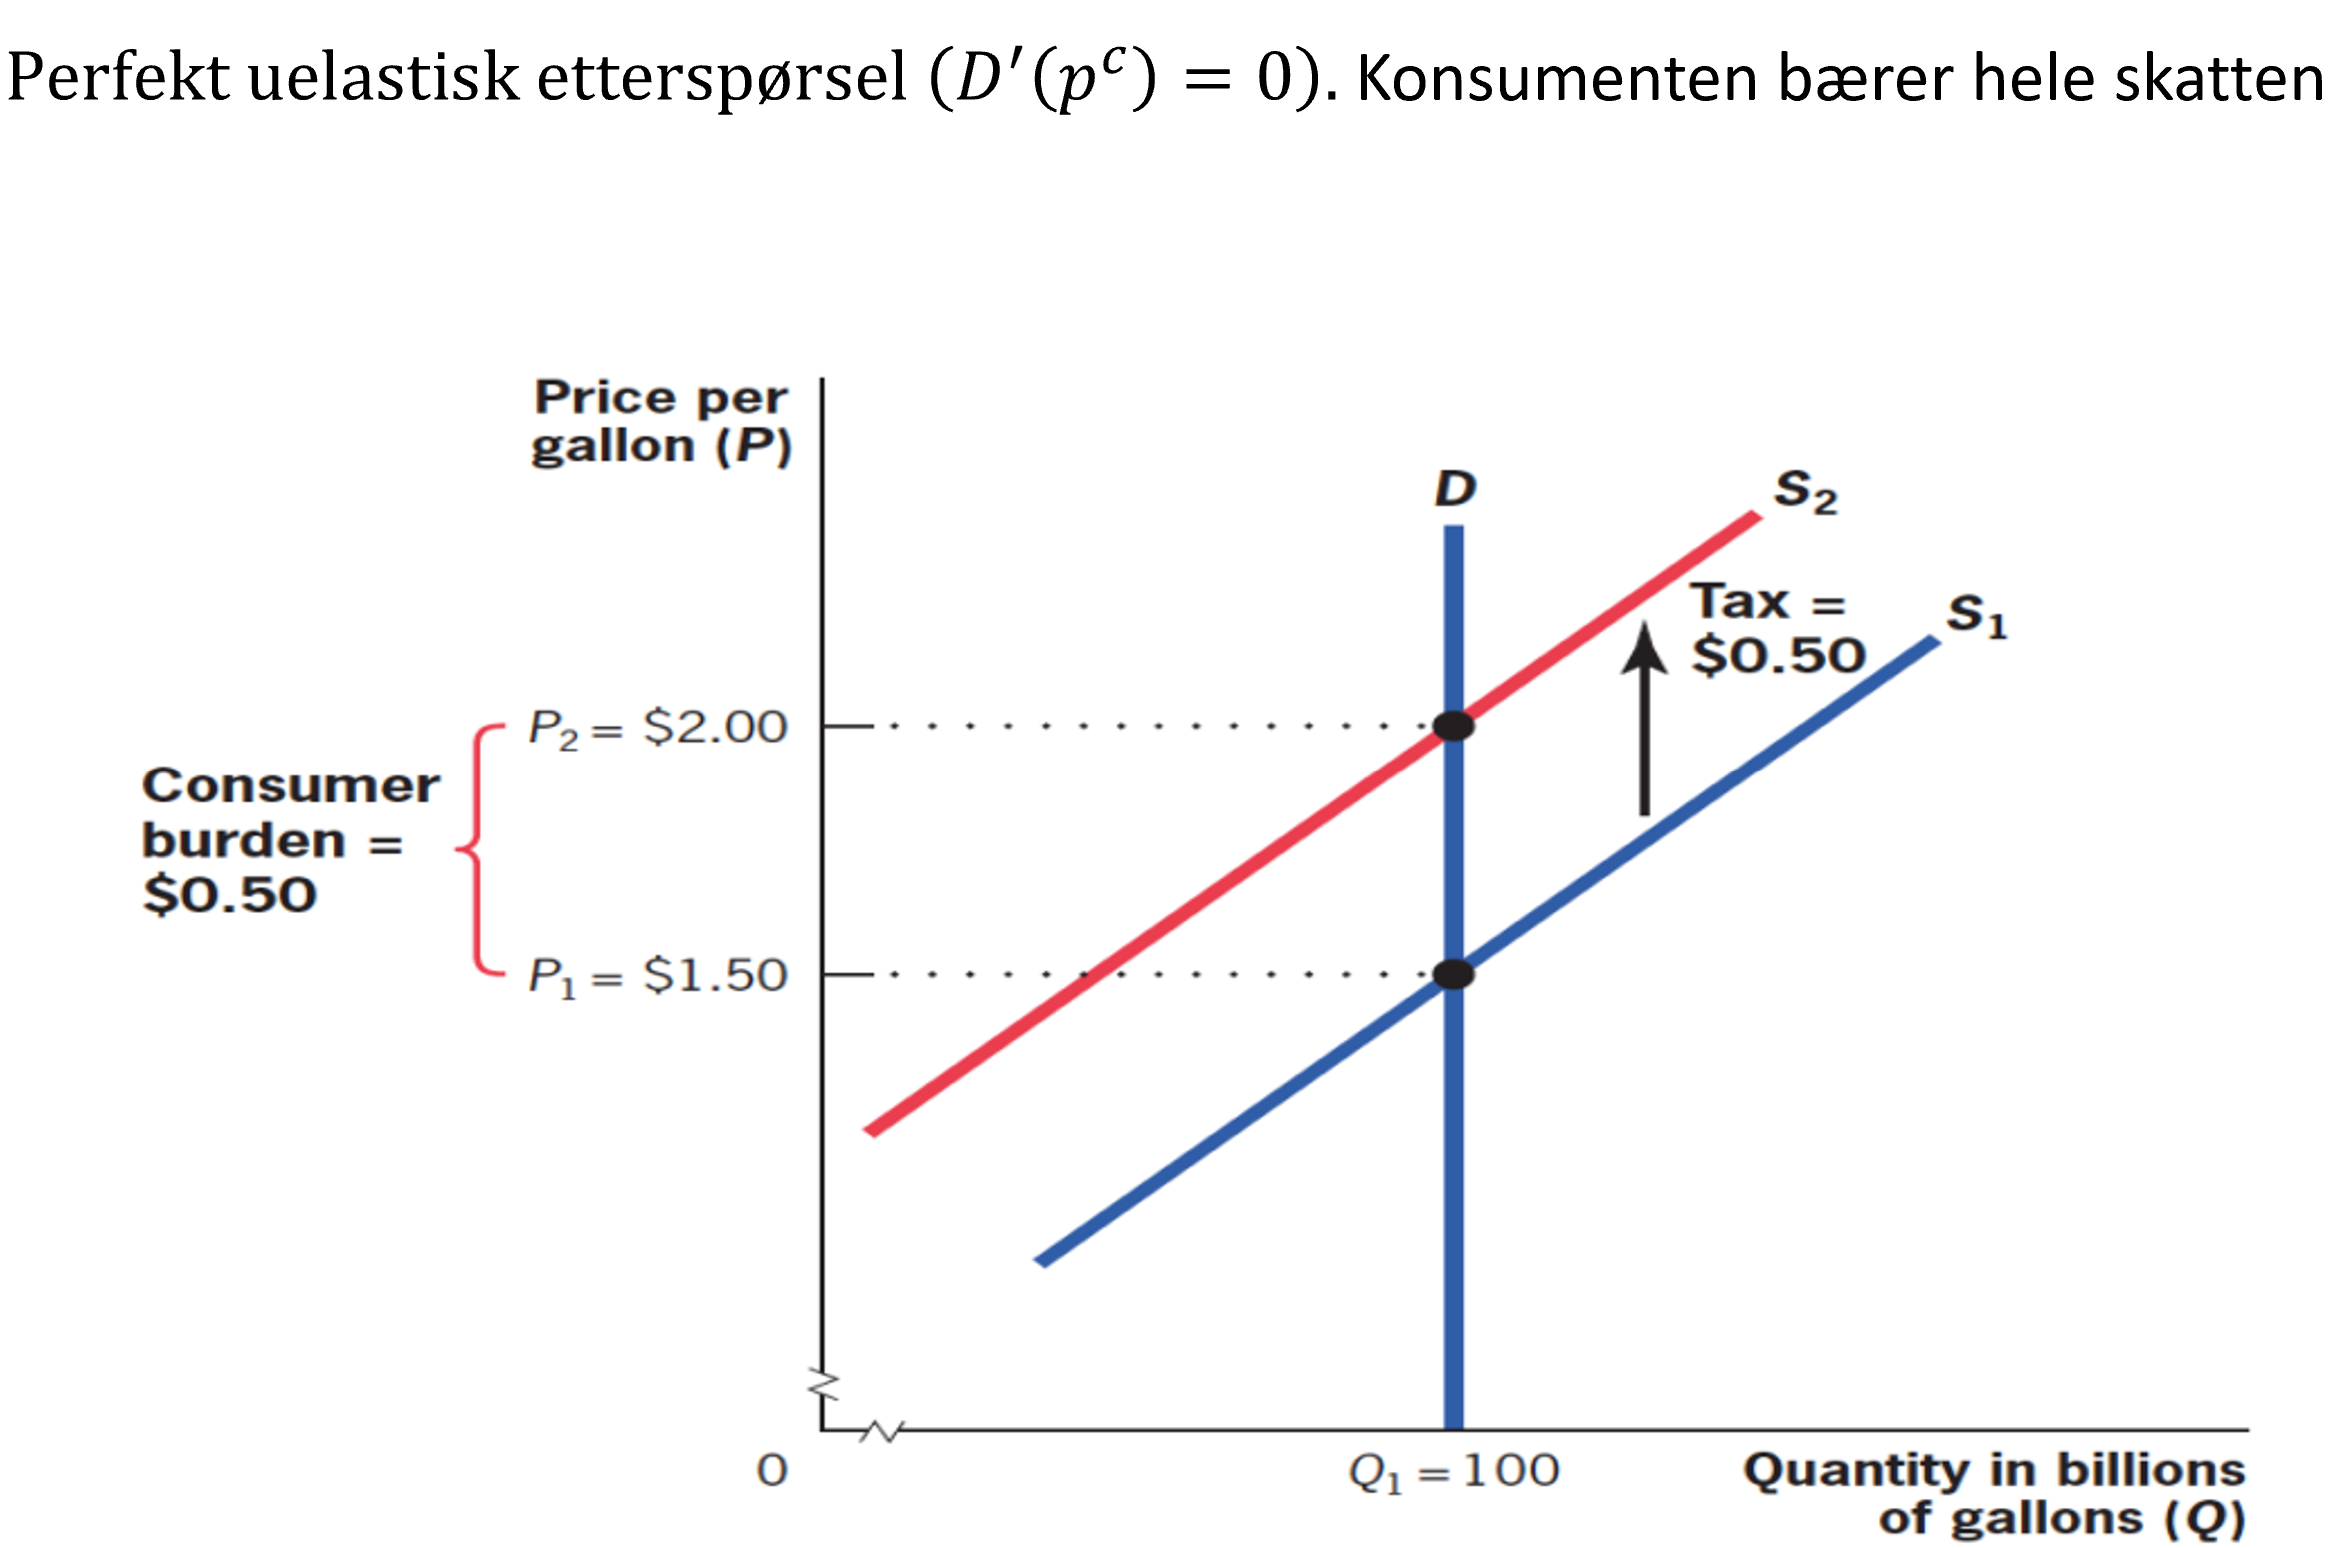 Perfekt uelastisk etterspørsel (D′(pᶜ) = 0). Konsumenten bærer hele skatten
Price per
gallon (P)
D
S₂
Tax =
$0.50
S₁
P₂ = $2.00
Consumer
burden =
$0.50
P₁ = $1.50
0
Q₁ = 100
Quantity in billions
of gallons (Q)